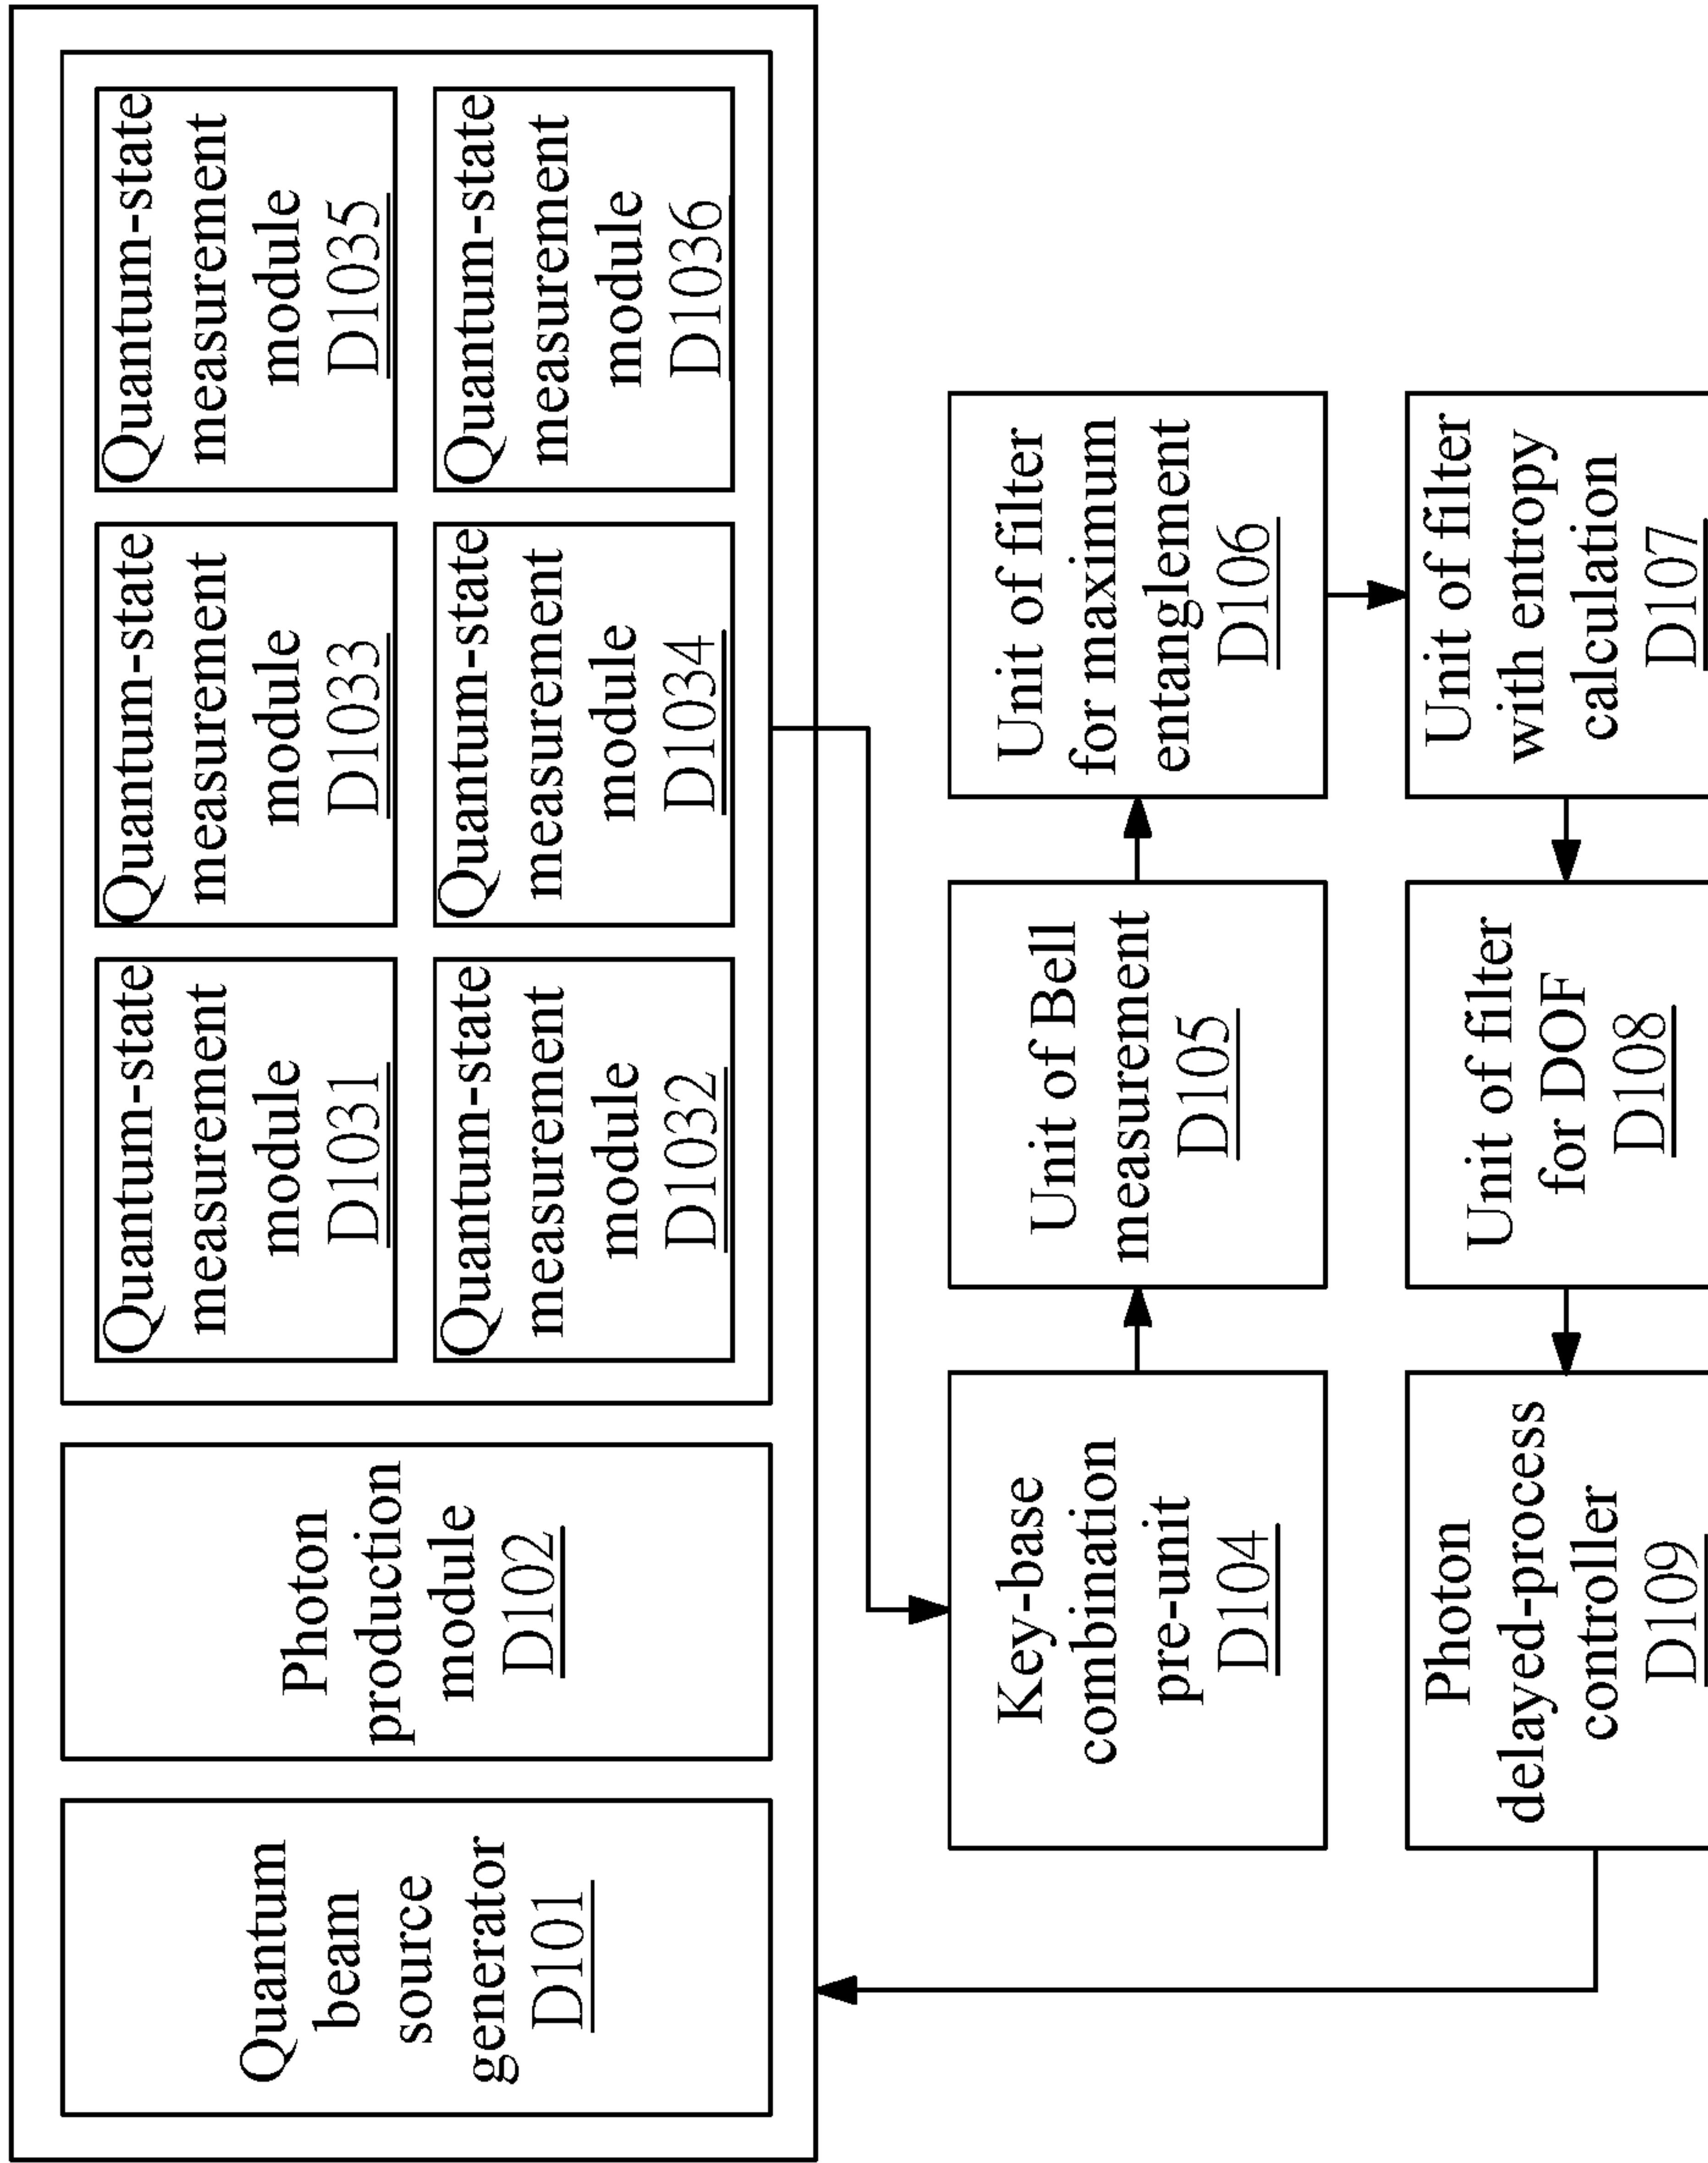 Quantum
beam
source
generator
D101
Photon
production
module
D102
Quantum-state
measurement
module
D1031
Quantum-state
measurement
module
D1033
Quantum-state
measurement
module
D1035
Quantum-state
measurement
module
D1032
Quantum-state
measurement
module
D1034
Quantum-state
measurement
module
D1036
Key-base
combination
pre-unit
D104
Unit of Bell
measurement
D105
Unit of filter
for maximum
entanglement
D106
Photon
delayed-process
controller
D109
Unit of filter
for DOF
D108
Unit of filter
with entropy
calculation
D107